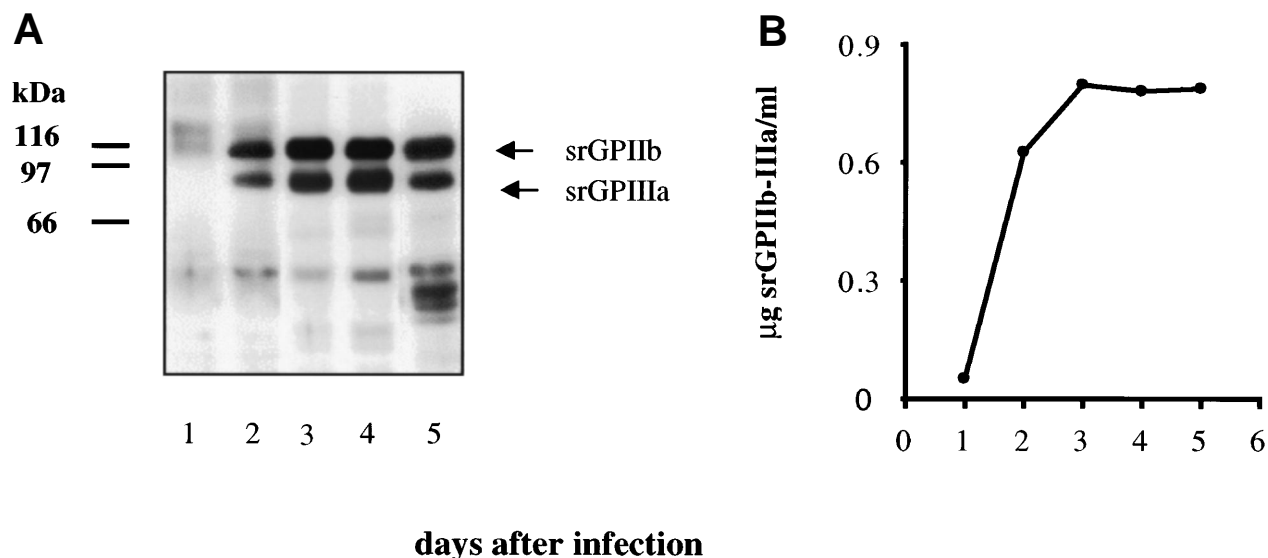 A
kDa
116
97
66
srGPIIb
srGPIIIa
1 2 3 4 5
B
µg srGPIIb-IIIa/ml
0.9
0.6
0.3
0
0 1 2 3 4 5 6
days after infection